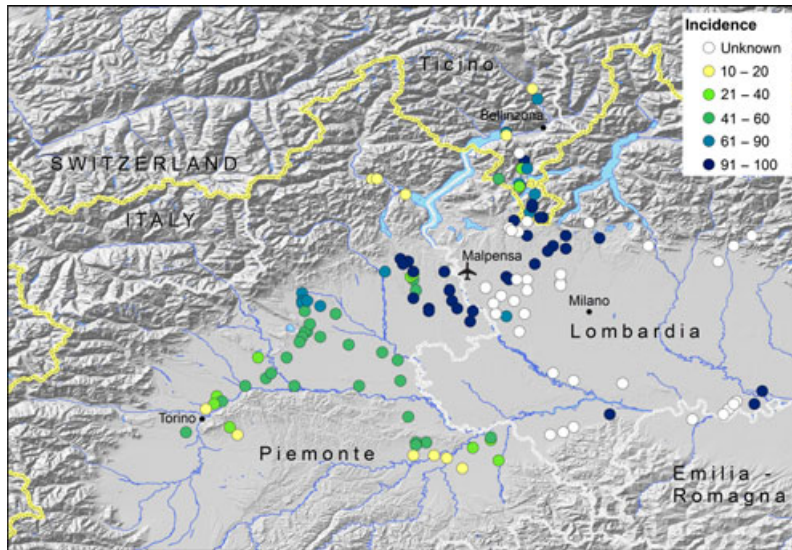 Incidence
Unknown
10 – 20
21 – 40
41 – 60
61 – 90
91 – 100
Ticino
Bellinzona
SWITZERLAND
ITALY
Malpensa
Milano
Lombardia
Torino
Piemonte
Emilia -
Romagna